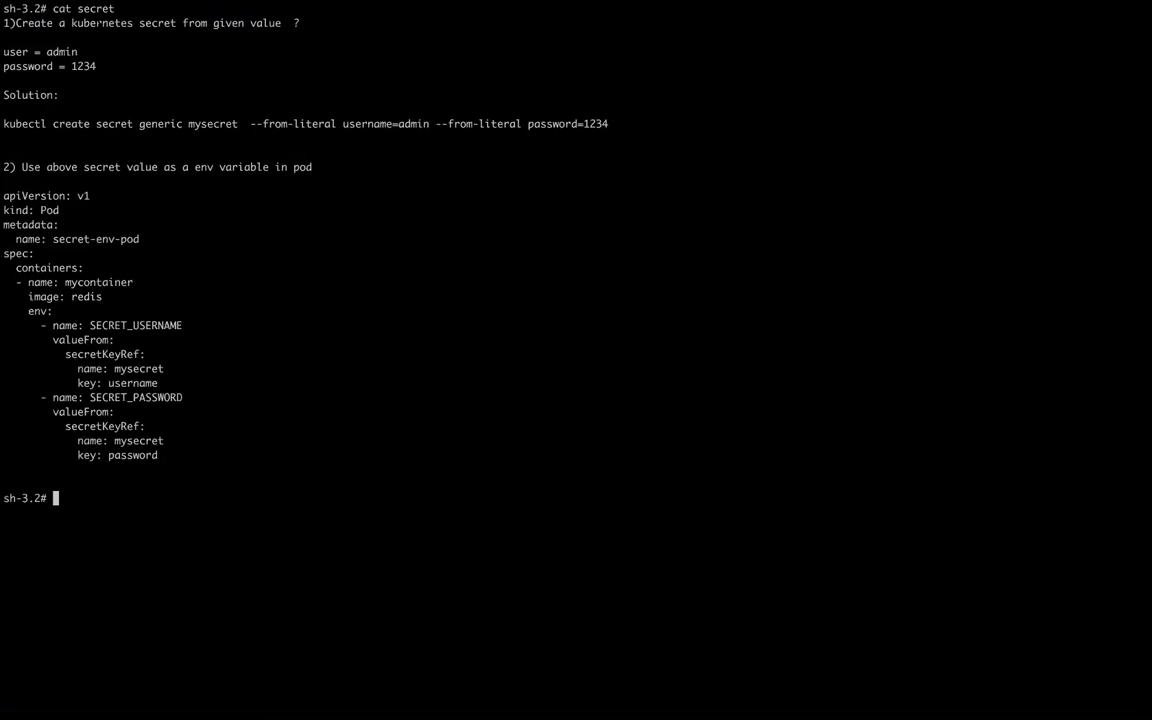 sh-3.2# cat secret
1)Create a kubernetes secret from given value  ?
user = admin
password = 1234
Solution:
kubectl create secret generic mysecret  --from-literal username=admin --from-literal password=1234
2) Use above secret value as a env variable in pod
apiVersion: v1
kind: Pod
metadata:
  name: secret-env-pod
spec:
  containers:
  - name: mycontainer
    image: redis
    env:
      - name: SECRET_USERNAME
        valueFrom:
          secretKeyRef:
            name: mysecret
            key: username
      - name: SECRET_PASSWORD
        valueFrom:
          secretKeyRef:
            name: mysecret
            key: password
sh-3.2#